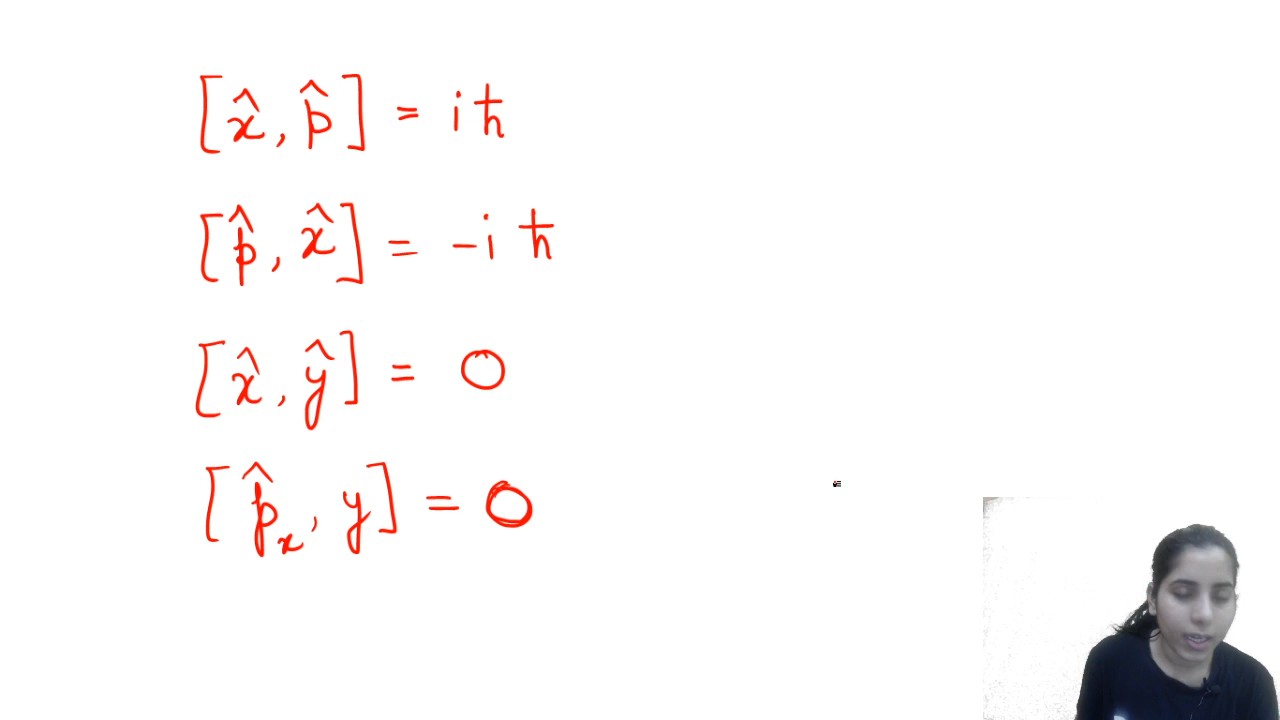 [x̂, p̂] = iħ
[p̂, x̂] = -iħ
[x̂, ŷ] = 0
[p̂ₓ, y] = 0